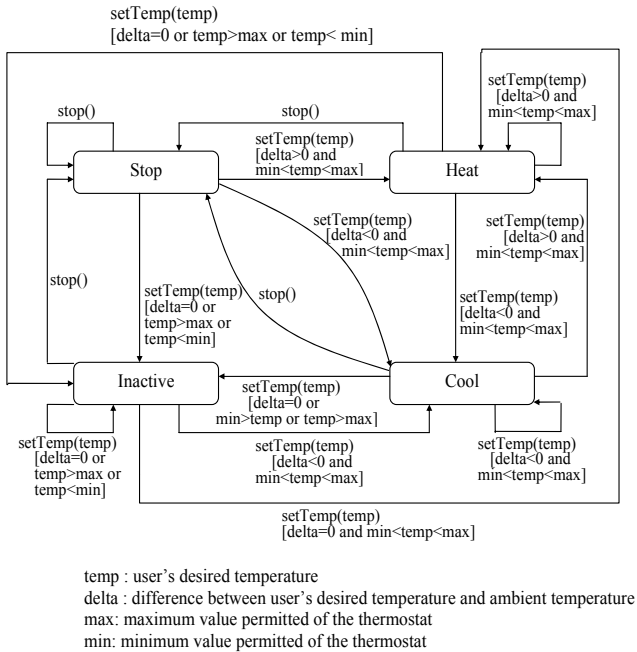 setTemp(temp)
[delta=0 or temp>max or temp< min]
stop()
stop()
setTemp(temp)
[delta>0 and
min<temp<max]
setTemp(temp)
[delta>0 and
min<temp<max]
Stop
Heat
setTemp(temp)
[delta<0 and
min<temp<max]
setTemp(temp)
[delta>0 and
min<temp<max]
stop()
setTemp(temp)
[delta=0 or
temp>max or
temp<min]
stop()
setTemp(temp)
[delta<0 and
min<temp<max]
Inactive
Cool
setTemp(temp)
[delta=0 or
min>temp or temp>max]
setTemp(temp)
[delta=0 or
temp>max or
temp<min]
setTemp(temp)
[delta<0 and
min<temp<max]
setTemp(temp)
[delta<0 and
min<temp<max]
setTemp(temp)
[delta=0 and min<temp<max]
temp : user's desired temperature
delta : difference between user's desired temperature and ambient temperature
max: maximum value permitted of the thermostat
min: minimum value permitted of the thermostat